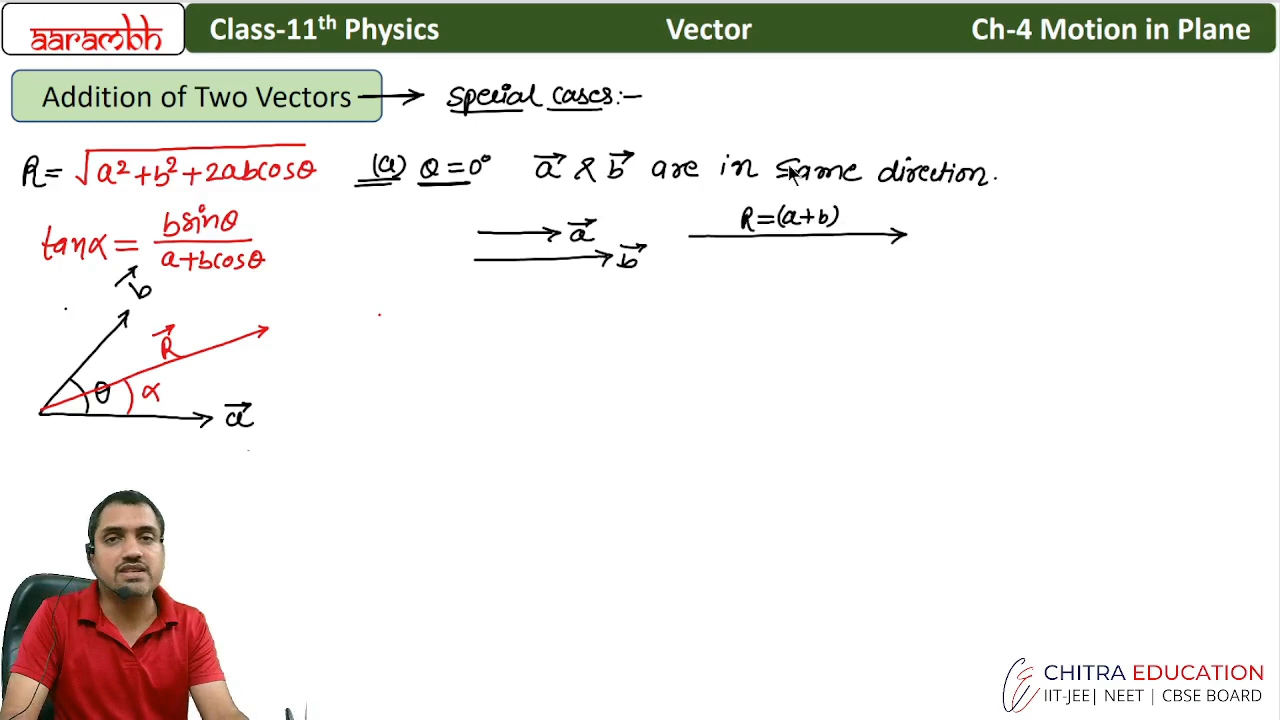 aarambh
Class-11th Physics Vector Ch-4 Motion in Plane
Addition of Two Vectors → Special Cases:-
R= √a²+b²+2abcosθ (a) θ=0° a⃗ & b⃗ are in same direction.
tanα = bsinθ / a+bcosθ
a⃗
b⃗
R=(a+b)
b⃗
R⃗
θ
α
a⃗
CHITRA EDUCATION
IIT-JEE| NEET | CBSE BOARD